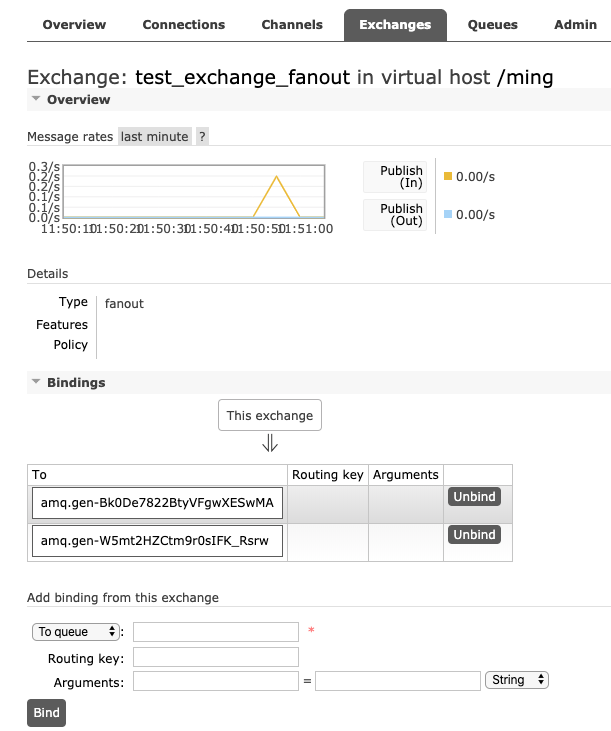 Overview Connections Channels Exchanges Queues Admin
Exchange: test_exchange_fanout in virtual host /ming
Overview
Message rates last minute ?
0.3/s
0.2/s
0.2/s
0.1/s
0.1/s
0.0/s
11:50:10 11:50:20 11:50:30 11:50:40 11:50:50 11:51:00
Publish (In) 0.00/s
Publish (Out) 0.00/s
Details
Type fanout
Features
Policy
Bindings
This exchange
⇓
To Routing key Arguments
amq.gen-Bk0De7822BtyVFgwXESwMA Unbind
amq.gen-W5mt2HZCtm9r0sIFK_Rsrw Unbind
Add binding from this exchange
To queue : *
Routing key:
Arguments: = String
Bind